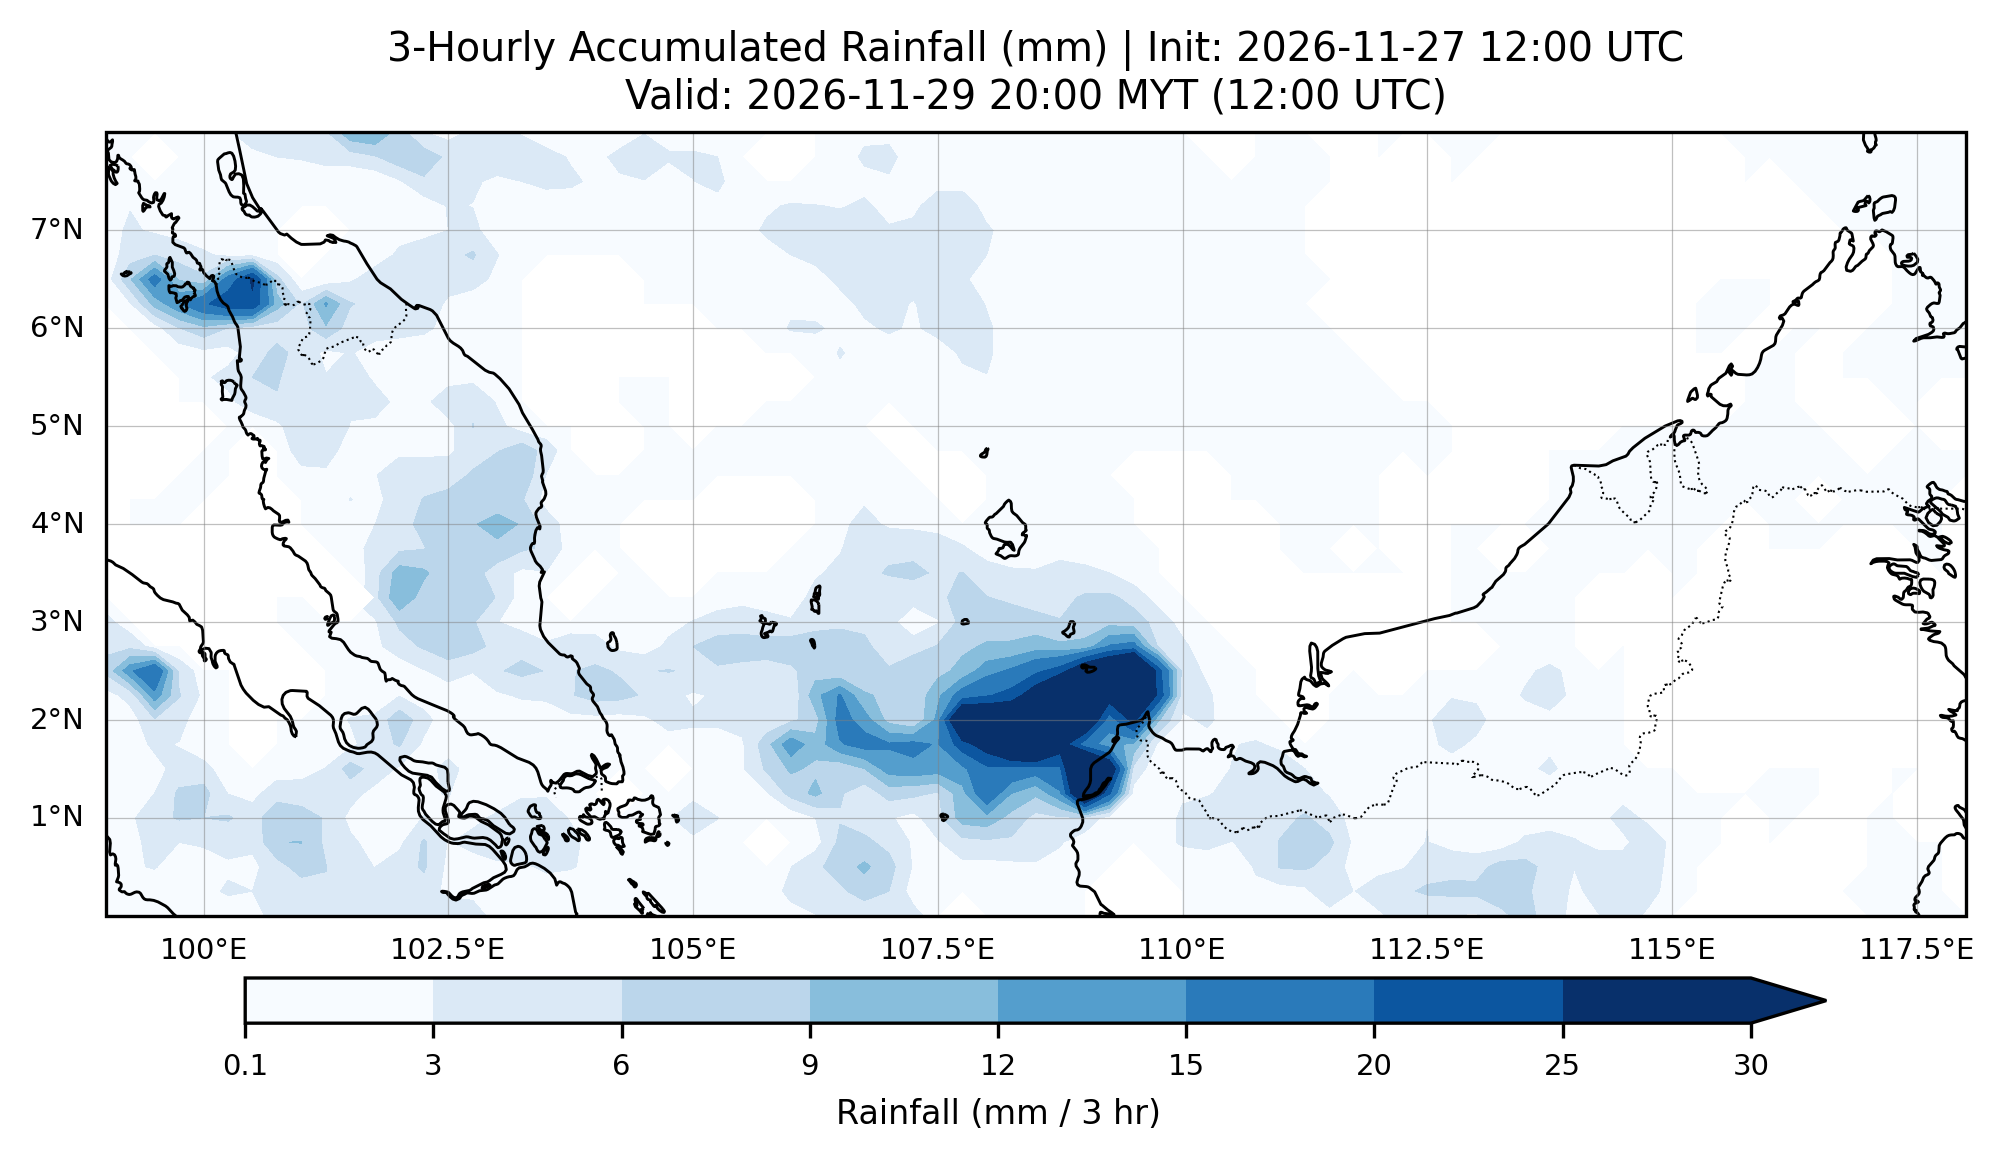 3-Hourly Accumulated Rainfall (mm) | Init: 2026-11-27 12:00 UTC
Valid: 2026-11-29 20:00 MYT (12:00 UTC)
7°N
6°N
5°N
4°N
3°N
2°N
1°N
100°E 102.5°E 105°E 107.5°E 110°E 112.5°E 115°E 117.5°E
0.1 3 6 9 12 15 20 25 30
Rainfall (mm / 3 hr)